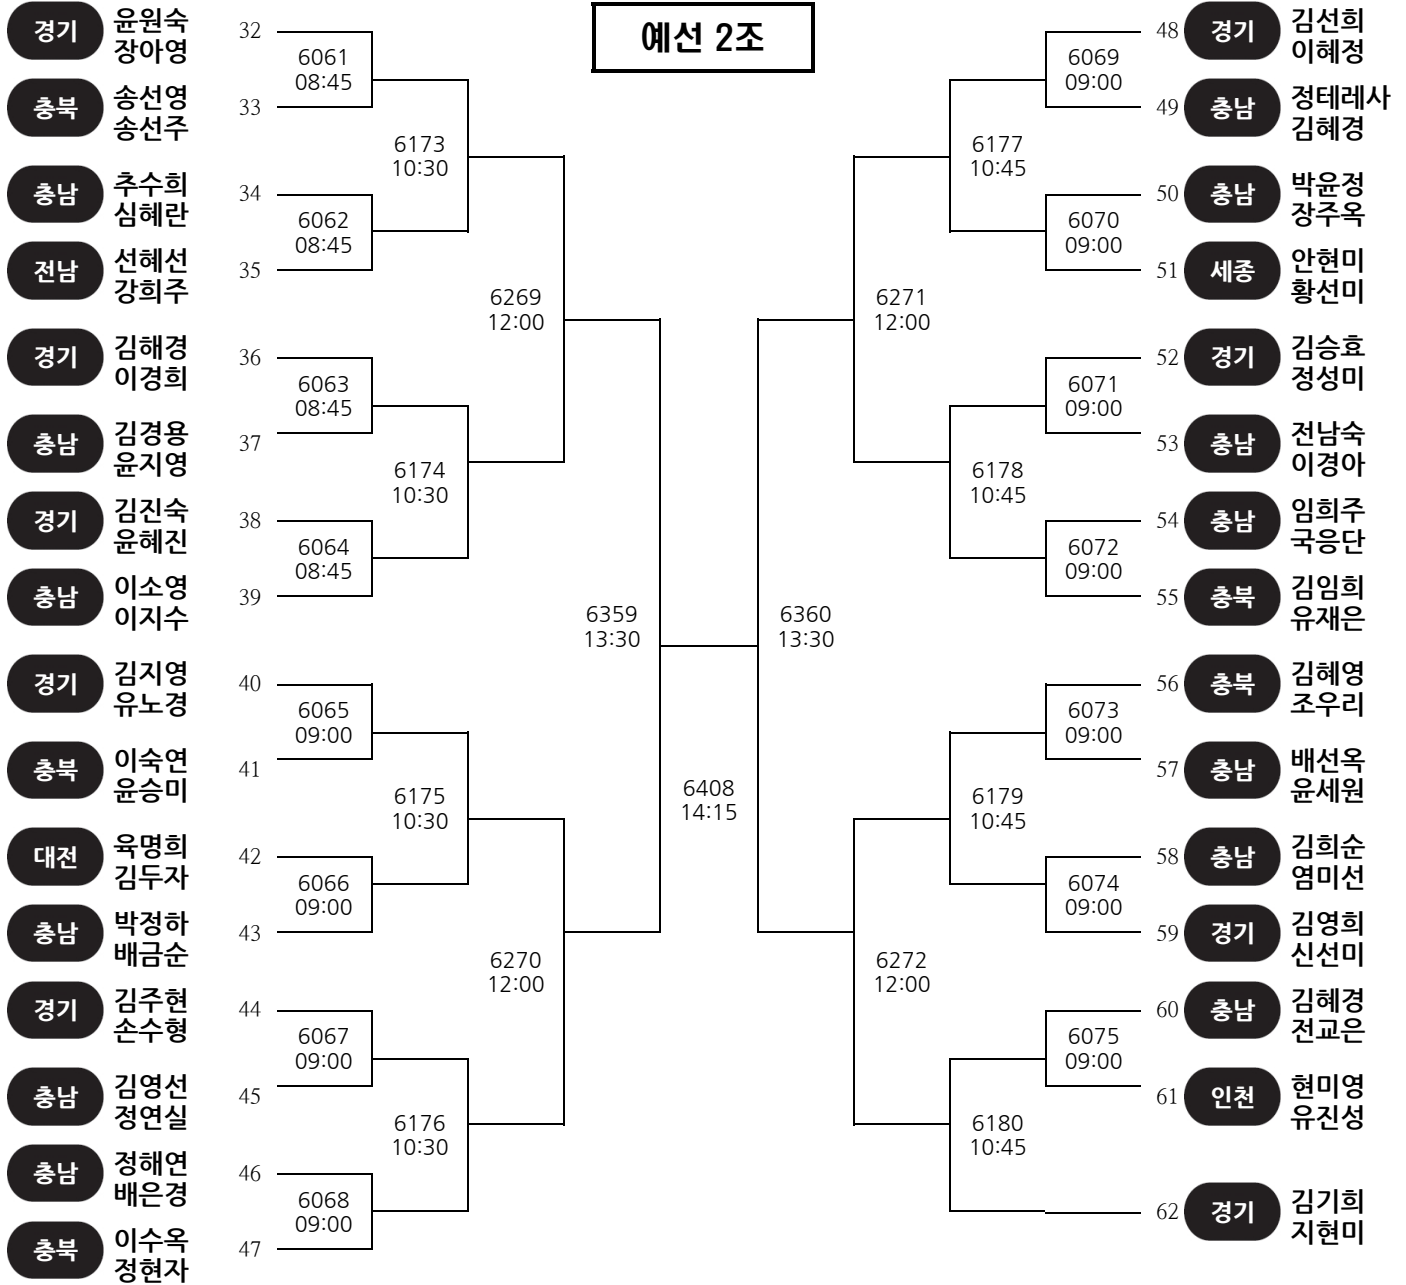 예선 2조
경기
윤원숙
장아영
32
6061
08:45
충북
송선영
송선주
33
6173
10:30
충남
추수희
심혜란
34
6062
08:45
전남
선혜선
강희주
35
6269
12:00
경기
김해경
이경희
36
6063
08:45
충남
김경용
윤지영
37
6174
10:30
경기
김진숙
윤혜진
38
6064
08:45
충남
이소영
이지수
39
6359
13:30
경기
김지영
유노경
40
6065
09:00
충북
이숙연
윤승미
41
6175
10:30
대전
육명희
김두자
42
6066
09:00
충남
박정하
배금순
43
6270
12:00
경기
김주현
손수형
44
6067
09:00
충남
김영선
정연실
45
6176
10:30
충남
정해연
배은경
46
6068
09:00
충북
이수옥
정현자
47
6408
14:15
48
경기
김선희
이혜정
6069
09:00
49
충남
정테레사
김혜경
6177
10:45
50
충남
박윤정
장주옥
6070
09:00
51
세종
안현미
황선미
6271
12:00
52
경기
김승효
정성미
6071
09:00
53
충남
전남숙
이경아
6178
10:45
54
충남
임희주
국응단
6072
09:00
55
충북
김임희
유재은
6360
13:30
56
충북
김혜영
조우리
6073
09:00
57
충남
배선옥
윤세원
6179
10:45
58
충남
김희순
염미선
6074
09:00
59
경기
김영희
신선미
6272
12:00
60
충남
김혜경
전교은
6075
09:00
61
인천
현미영
유진성
6180
10:45
62
경기
김기희
지현미